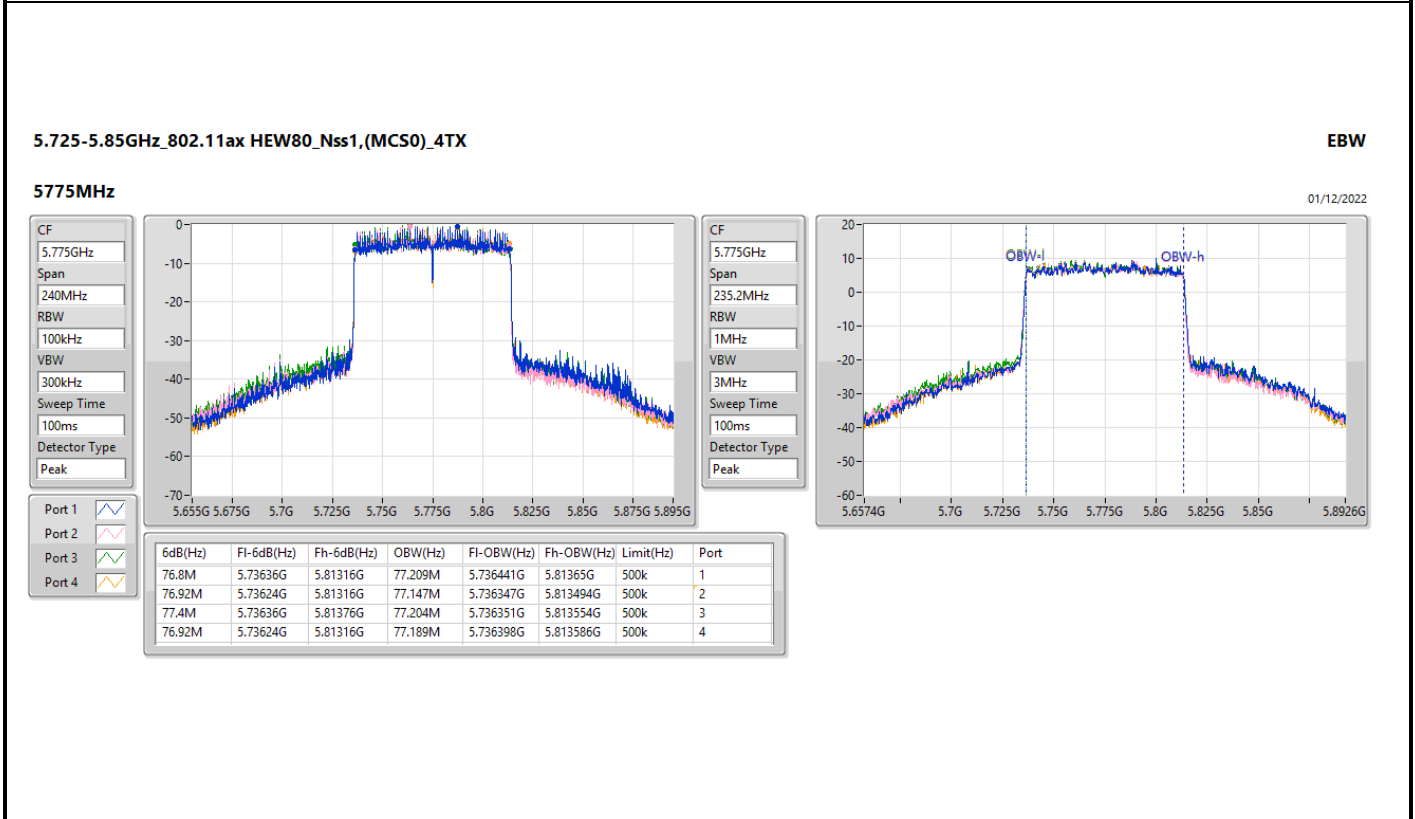 5.725-5.85GHz_802.11ax HEW80_Nss1,(MCS0)_4TX
EBW
5775MHz
01/12/2022
CF
5.775GHz
Span
240MHz
RBW
100kHz
VBW
300kHz
Sweep Time
100ms
Detector Type
Peak
0
-10
-20
-30
-40
-50
-60
-70
5.655G 5.675G 5.7G 5.725G 5.75G 5.775G 5.8G 5.825G 5.85G 5.875G 5.895G
CF
5.775GHz
Span
235.2MHz
RBW
1MHz
VBW
3MHz
Sweep Time
100ms
Detector Type
Peak
20
10
0
-10
-20
-30
-40
-50
-60
OBW-l OBW-h
5.6574G 5.7G 5.725G 5.75G 5.775G 5.8G 5.825G 5.85G 5.8926G
Port 1
Port 2
Port 3
Port 4
6dB(Hz) Fl-6dB(Hz) Fh-6dB(Hz) OBW(Hz) Fl-OBW(Hz) Fh-OBW(Hz) Limit(Hz) Port
76.8M 5.73636G 5.81316G 77.209M 5.736441G 5.81365G 500k 1
76.92M 5.73624G 5.81316G 77.147M 5.736347G 5.813494G 500k 2
77.4M 5.73636G 5.81376G 77.204M 5.736351G 5.813554G 500k 3
76.92M 5.73624G 5.81316G 77.189M 5.736398G 5.813586G 500k 4